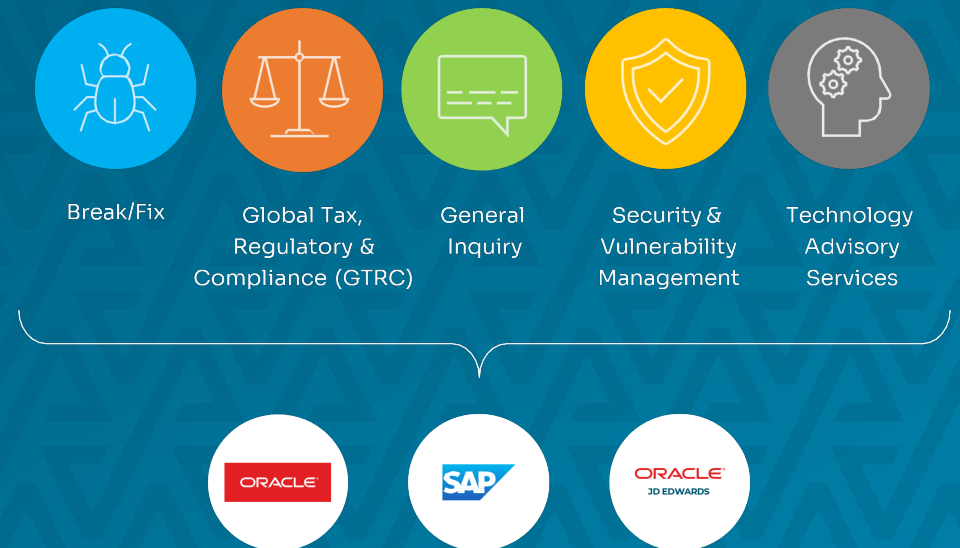 Break/Fix
Global Tax,
Regulatory &
Compliance (GTRC)
General
Inquiry
Security &
Vulnerability
Management
Technology
Advisory
Services
ORACLE
SAP
ORACLE
JD EDWARDS